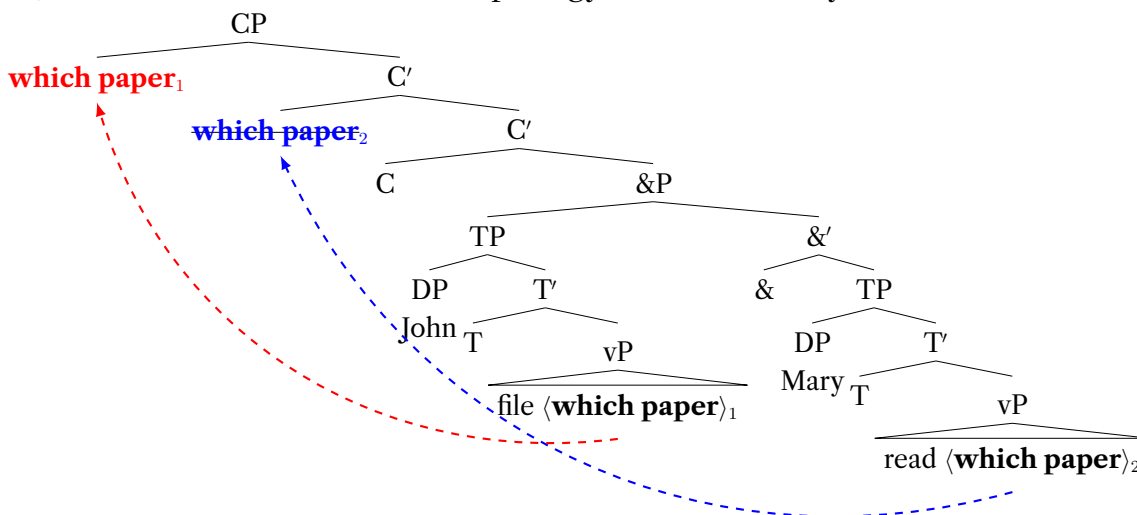 CP
which paper₁ C′
which paper₂ C′
C &P
TP &′
DP T′ & TP
John T vP DP T′
file ⟨which paper⟩₁ Mary T vP
read ⟨which paper⟩₂